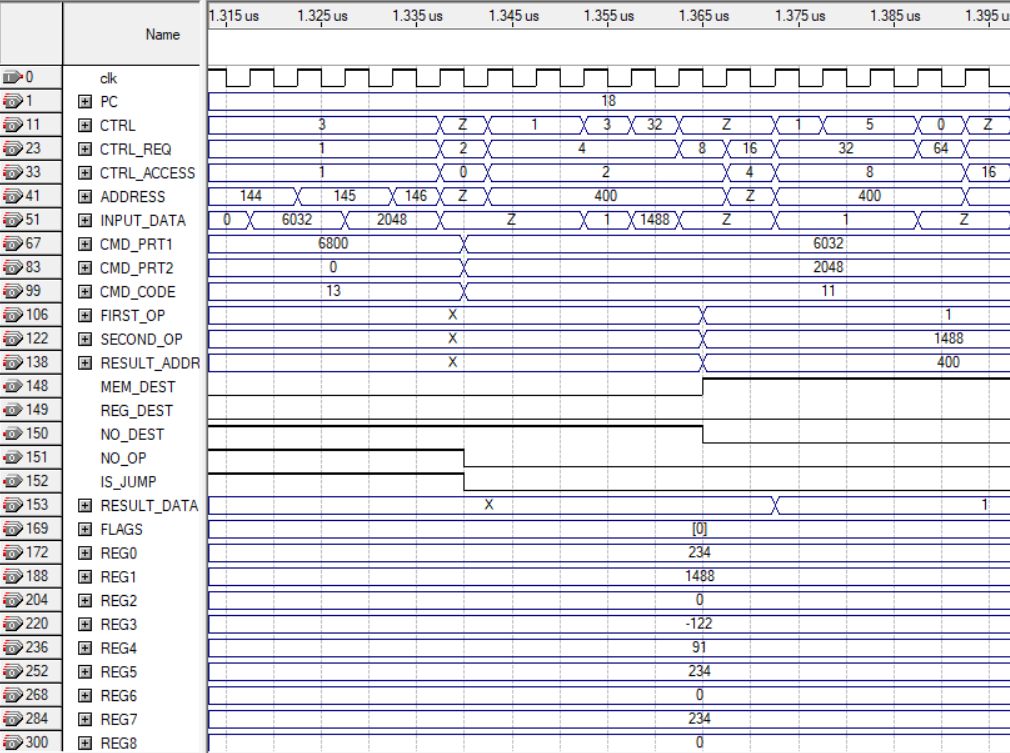 1.315 us 1.325 us 1.335 us 1.345 us 1.355 us 1.365 us 1.375 us 1.385 us 1.395 u
Name
0 clk
1 PC 18
11 CTRL 3 Z 1 3 32 Z 1 5 0 Z
23 CTRL_REQ 1 2 4 8 16 32 64
33 CTRL_ACCESS 1 0 2 4 8 16
41 ADDRESS 144 145 146 Z 400 Z 400
51 INPUT_DATA 0 6032 2048 Z 1 1488 Z 1 Z
67 CMD_PRT1 6800 6032
83 CMD_PRT2 0 2048
99 CMD_CODE 13 11
106 FIRST_OP X 1
122 SECOND_OP X 1488
138 RESULT_ADDR X 400
148 MEM_DEST
149 REG_DEST
150 NO_DEST
151 NO_OP
152 IS_JUMP
153 RESULT_DATA X 1
169 FLAGS [0]
172 REG0 234
188 REG1 1488
204 REG2 0
220 REG3 -122
236 REG4 91
252 REG5 234
268 REG6 0
284 REG7 234
300 REG8 0